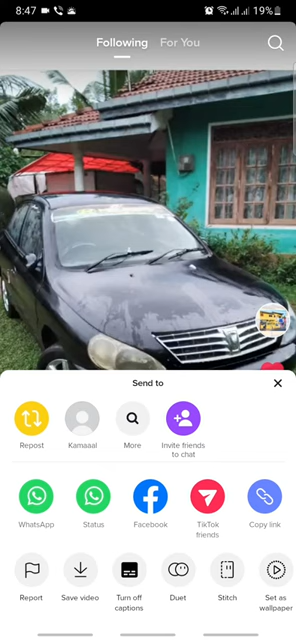 8:47
19%
Following For You
Send to
Repost
Kamaaal
More
Invite friends
to chat
WhatsApp
Status
Facebook
TikTok
friends
Copy link
Report
Save video
Turn off
captions
Duet
Stitch
Set as
wallpaper